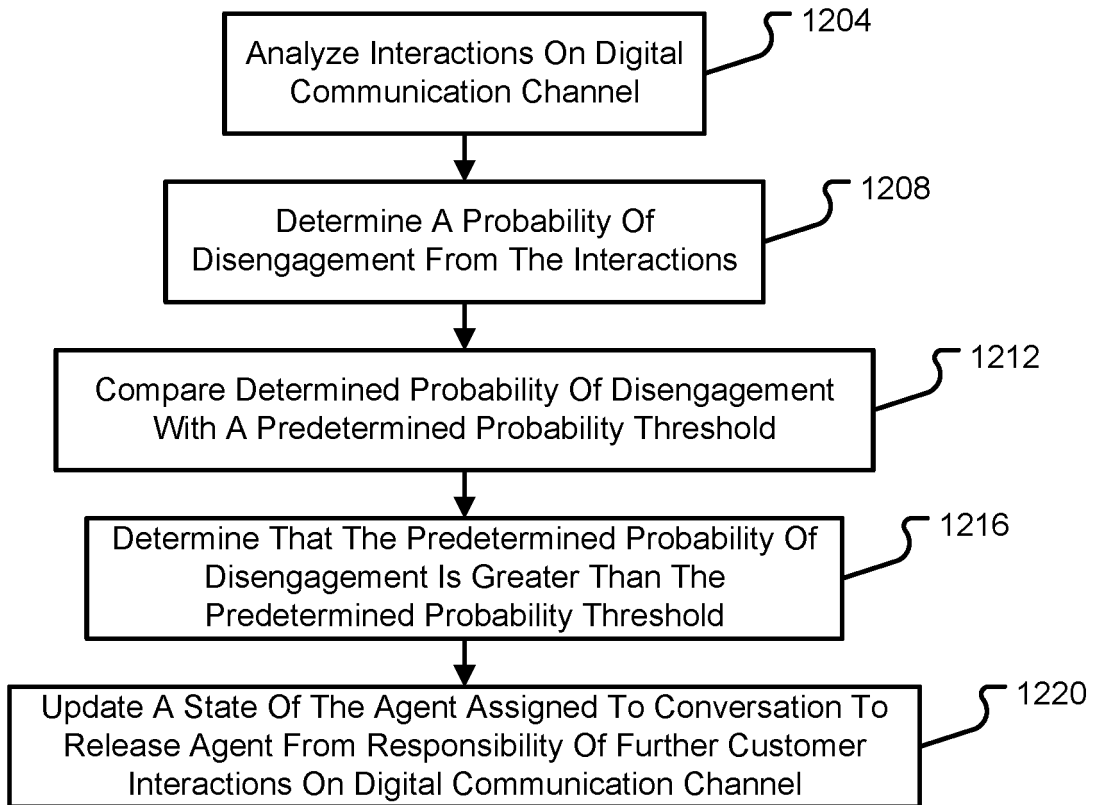 1204
Analyze Interactions On Digital
Communication Channel
1208
Determine A Probability Of
Disengagement From The Interactions
1212
Compare Determined Probability Of Disengagement
With A Predetermined Probability Threshold
1216
Determine That The Predetermined Probability Of
Disengagement Is Greater Than The
Predetermined Probability Threshold
1220
Update A State Of The Agent Assigned To Conversation To
Release Agent From Responsibility Of Further Customer
Interactions On Digital Communication Channel